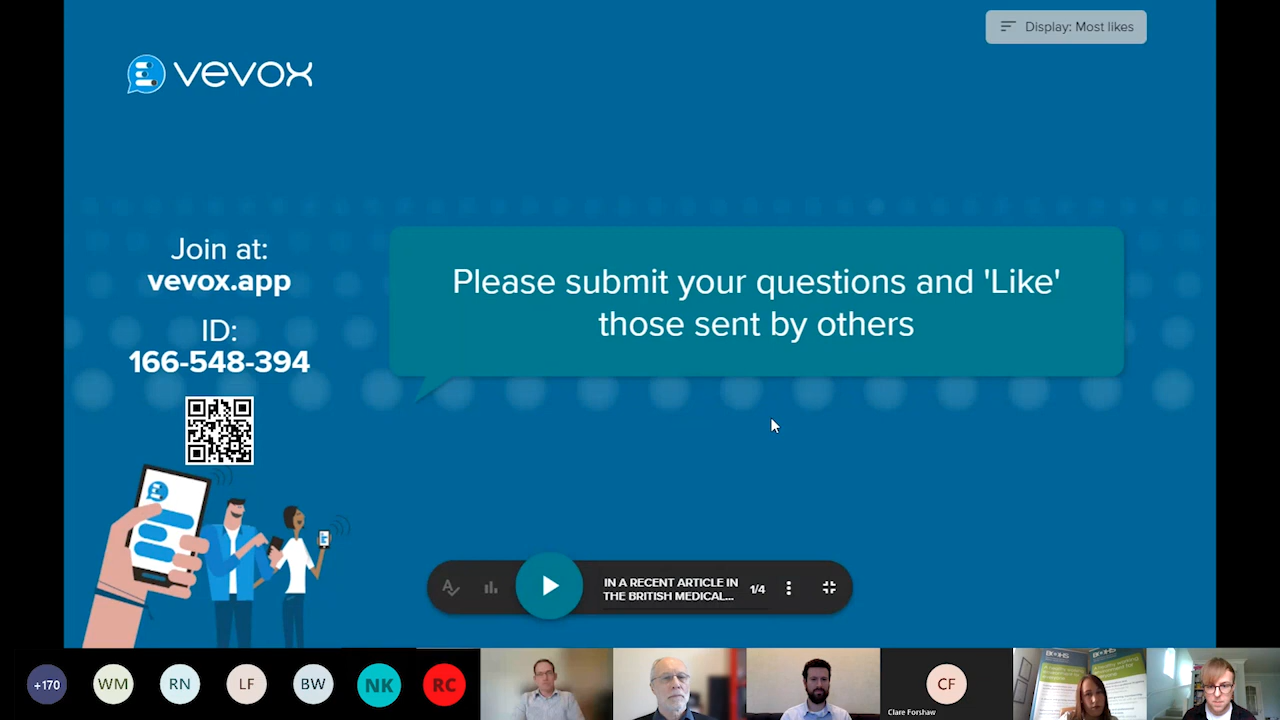 Display: Most likes
vevox
Join at:
vevox.app
ID:
166-548-394
Please submit your questions and 'Like'
those sent by others
IN A RECENT ARTICLE IN
THE BRITISH MEDICAL...
1/4
+170
WM
RN
LF
BW
NK
RC
CF
Clare Forshaw